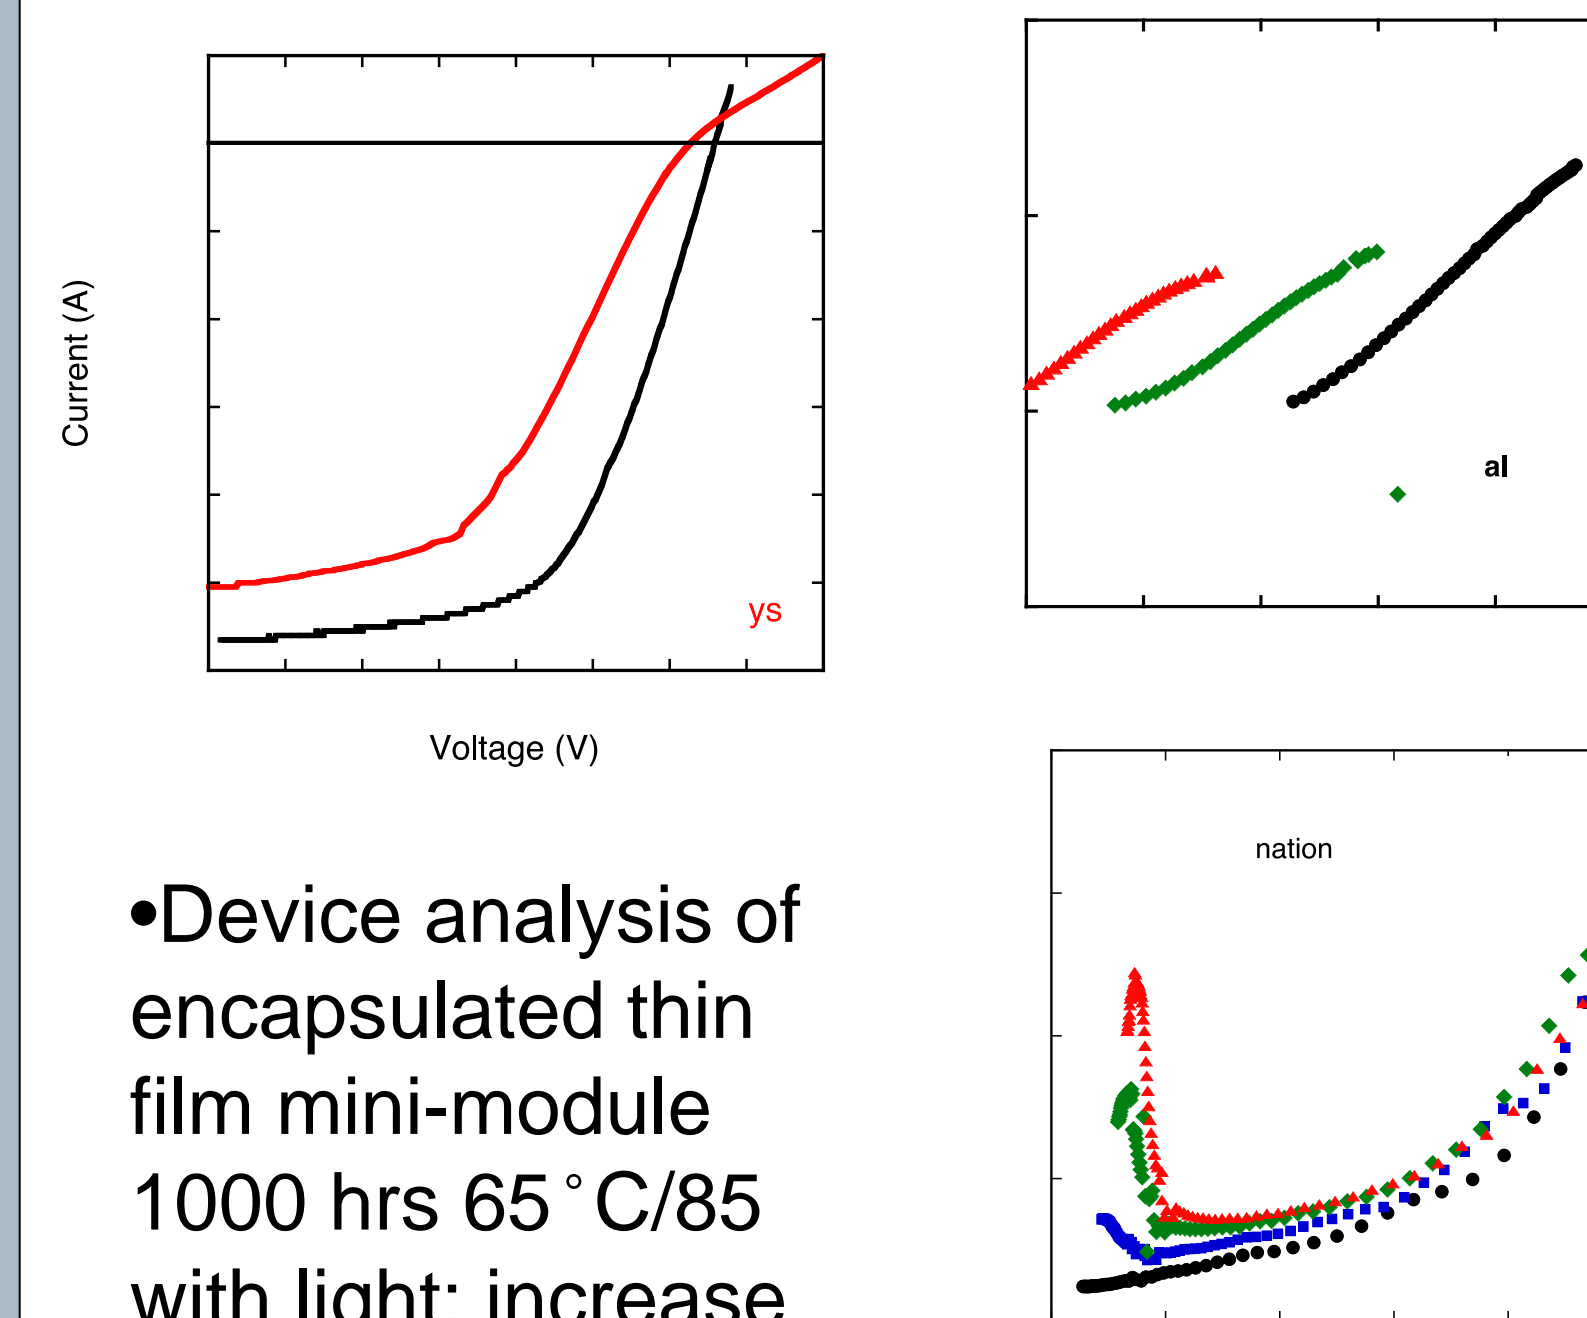 Current (A)
ys
Voltage (V)
al
nation
•Device analysis of
encapsulated thin
film mini-module
1000 hrs 65°C/85
with light; increase